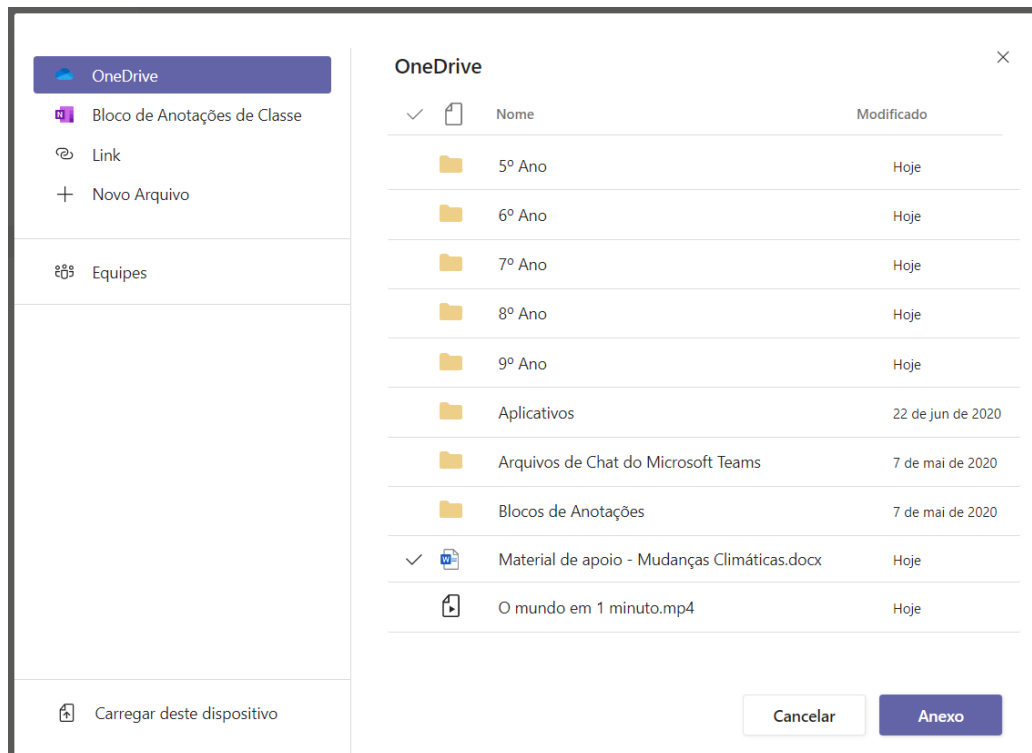 OneDrive
Bloco de Anotações de Classe
Link
Novo Arquivo
Equipes
Carregar deste dispositivo
OneDrive
Nome Modificado
5º Ano Hoje
6º Ano Hoje
7º Ano Hoje
8º Ano Hoje
9º Ano Hoje
Aplicativos 22 de jun de 2020
Arquivos de Chat do Microsoft Teams 7 de mai de 2020
Blocos de Anotações 7 de mai de 2020
Material de apoio - Mudanças Climáticas.docx Hoje
O mundo em 1 minuto.mp4 Hoje
Cancelar Anexo